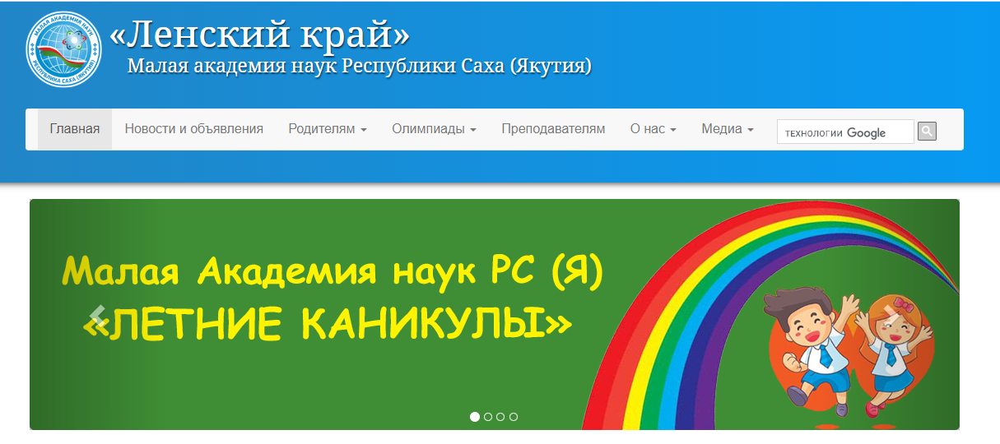 МАЛАЯ АКАДЕМИЯ НАУК
РЕСПУБЛИКА САХА (ЯКУТИЯ)
«Ленский край»
Малая академия наук Республики Саха (Якутия)
Главная Новости и объявления Родителям Олимпиады Преподавателям О нас Медиа технологии Google
Малая Академия наук РС (Я)
«ЛЕТНИЕ КАНИКУЛЫ»